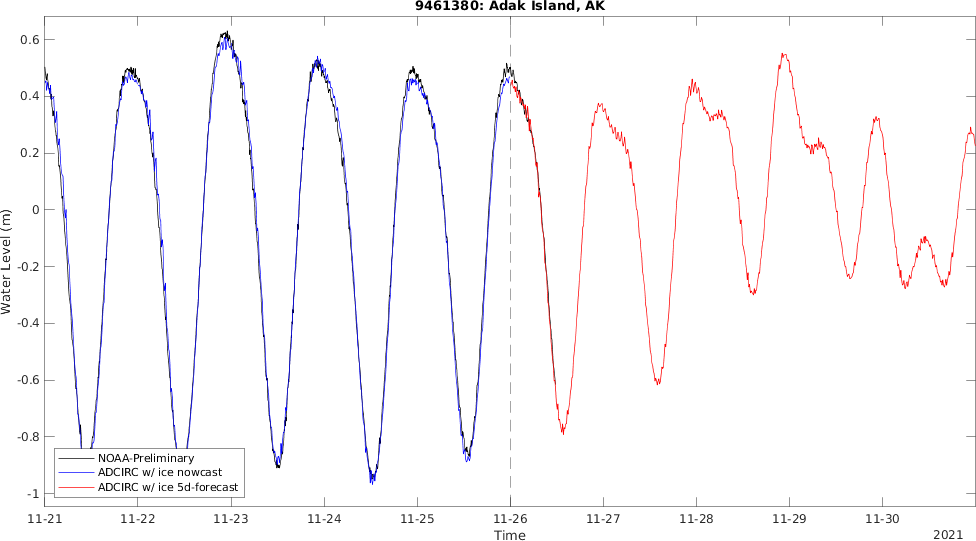 9461380: Adak Island, AK
0.6
0.4
0.2
0
-0.2
-0.4
-0.6
-0.8
-1
Water Level (m)
NOAA-Preliminary
ADCIRC w/ ice nowcast
ADCIRC w/ ice 5d-forecast
11-21 11-22 11-23 11-24 11-25 11-26 11-27 11-28 11-29 11-30
Time
2021